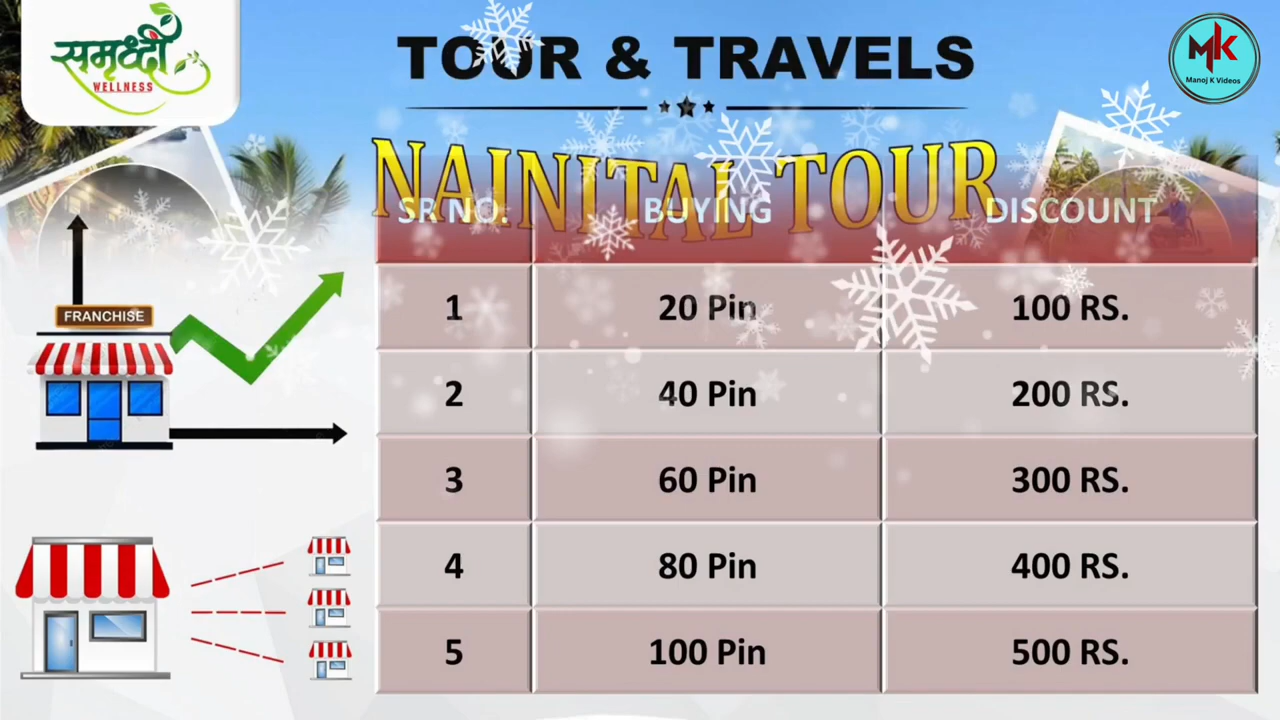 समृध्दी
WELLNESS
TOUR & TRAVELS
MK
Manoj K Videos
NAINITAL TOUR
SR NO. BUYING DISCOUNT
1 20 Pin 100 RS.
2 40 Pin 200 RS.
3 60 Pin 300 RS.
4 80 Pin 400 RS.
5 100 Pin 500 RS.
FRANCHISE